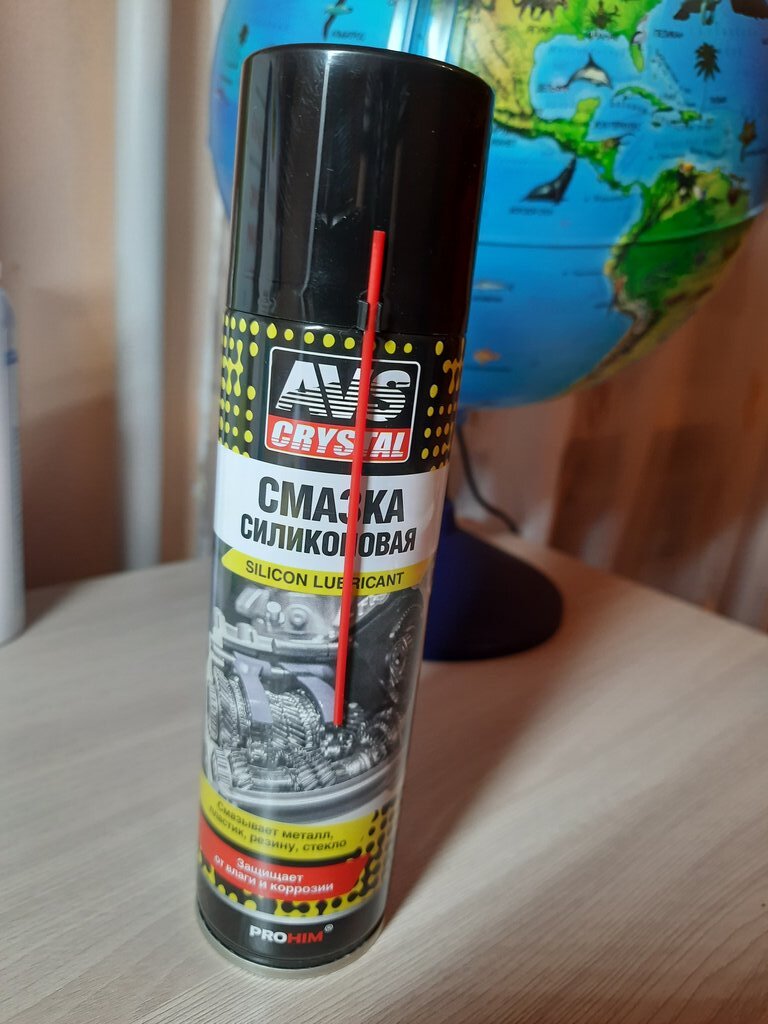 AVS
CRYSTAL
СМАЗКА
СИЛИКОНОВАЯ
SILICON LUBRICANT
Смазывает металл,
пластик, резину, стекло
Защищает
от влаги и коррозии
PROHIM®